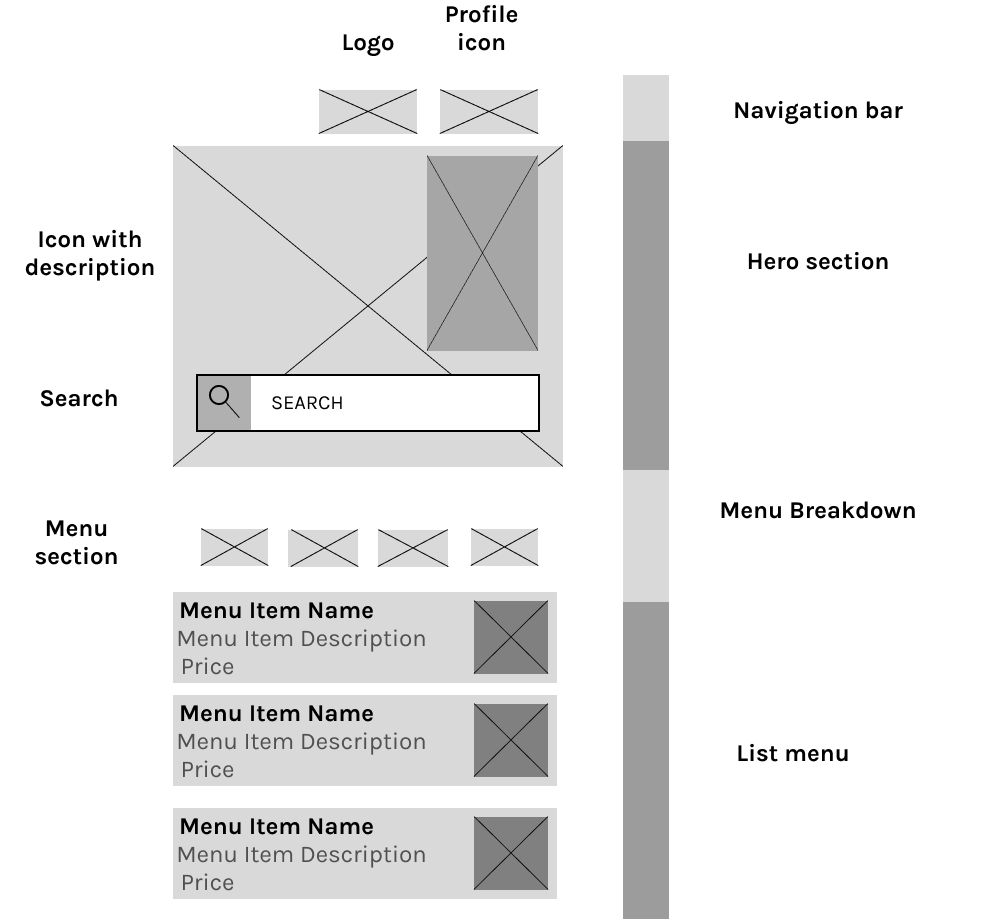 Profile
icon
Logo
Navigation bar
Icon with
description
Hero section
Search
SEARCH
Menu
section
Menu Breakdown
Menu Item Name
Menu Item Description
Price
Menu Item Name
Menu Item Description
Price
List menu
Menu Item Name
Menu Item Description
Price